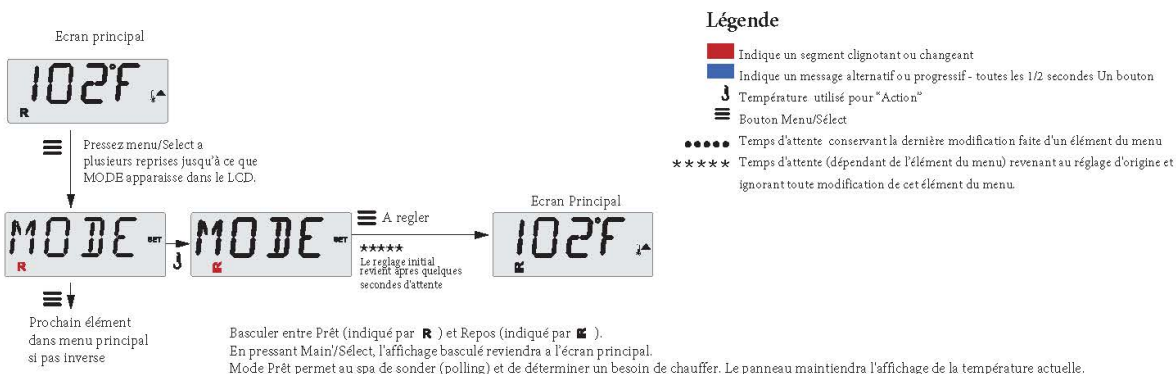 Légende
Ecran principal
Indique un segment clignotant ou changeant
Indique un message alternatif ou progressif - toutes les 1/2 secondes Un bouton
Température utilisé pour "Action"
Bouton Menu/Sélect
Temps d'attente conservant la dernière modification faite d'un élément du menu
***** Temps d'attente (dépendant de l'élément du menu) revenant au réglage d'origine et
ignorant toute modification de cet élément du menu.
102°F
R
Pressez menu/Select a
plusieurs reprises jusqu'à ce que
MODE apparaisse dans le LCD.
MODE SET
R
MODE SET
R
A regler
*****
Le reglage initial
revient apres quelques
secondes d'attente
Ecran Principal
102°F
R
Prochain élément
dans menu principal
si pas inverse
Basculer entre Prêt (indiqué par R ) et Repos (indiqué par R ).
En pressant Main'/Sélect, l'affichage basculé reviendra a l'écran principal.
Mode Prêt permet au spa de sonder (polling) et de déterminer un besoin de chauffer. Le panneau maintiendra l'affichage de la température actuelle.